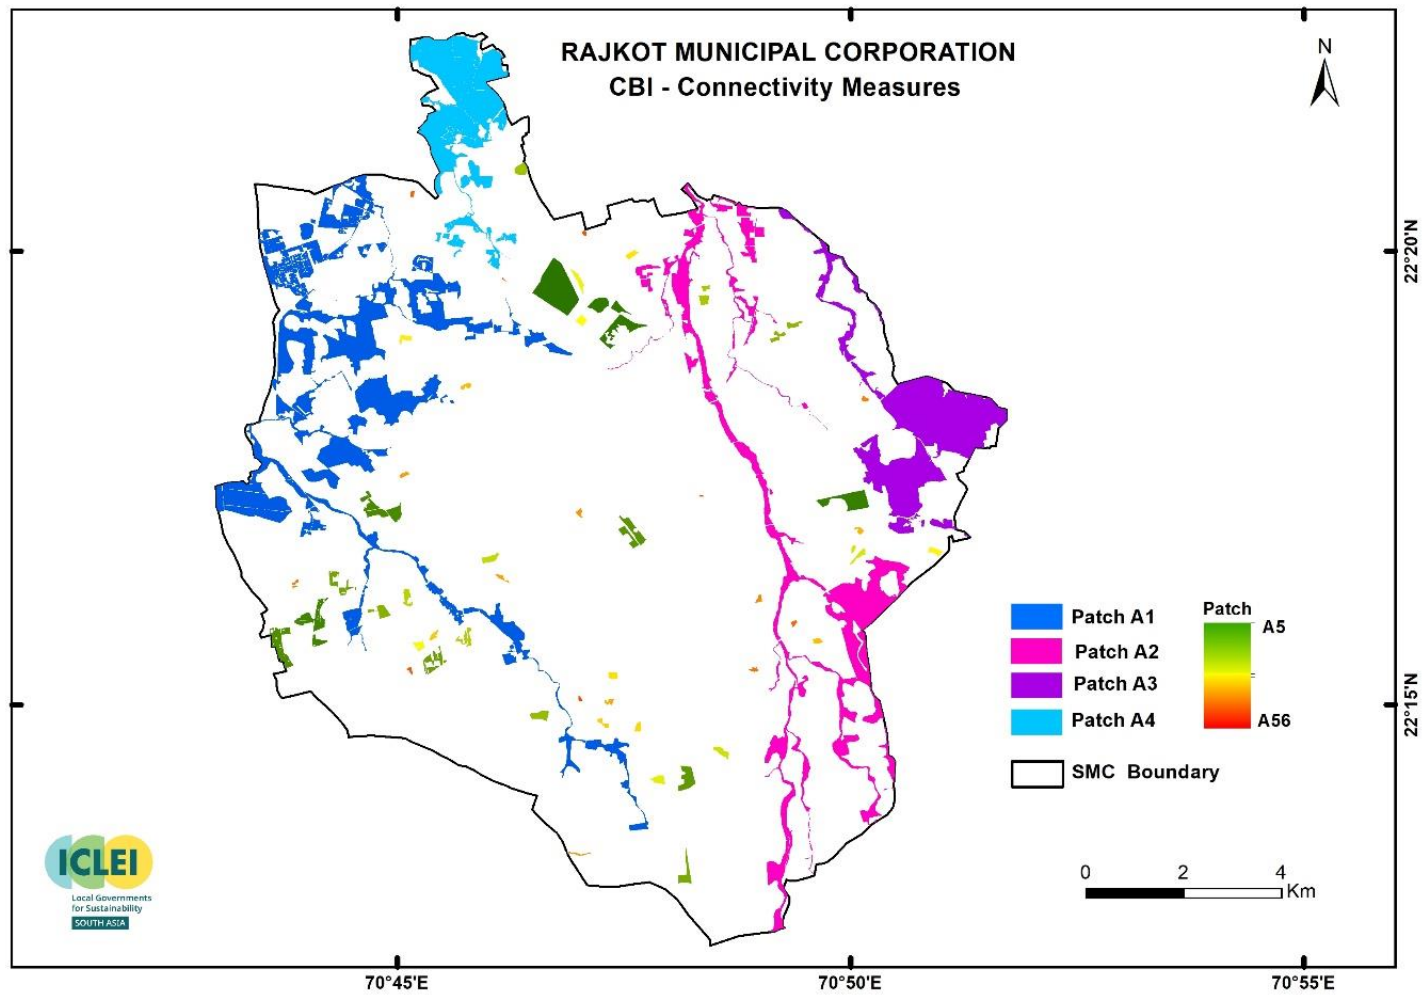 RAJKOT MUNICIPAL CORPORATION
CBI - Connectivity Measures
N
22°20'N
Patch A1
Patch A2
Patch A3
Patch A4
SMC Boundary
Patch
A5
A56
22°15'N
ICLEI
Local Governments
for Sustainability
SOUTH ASIA
0 2 4
Km
70°45'E 70°50'E 70°55'E